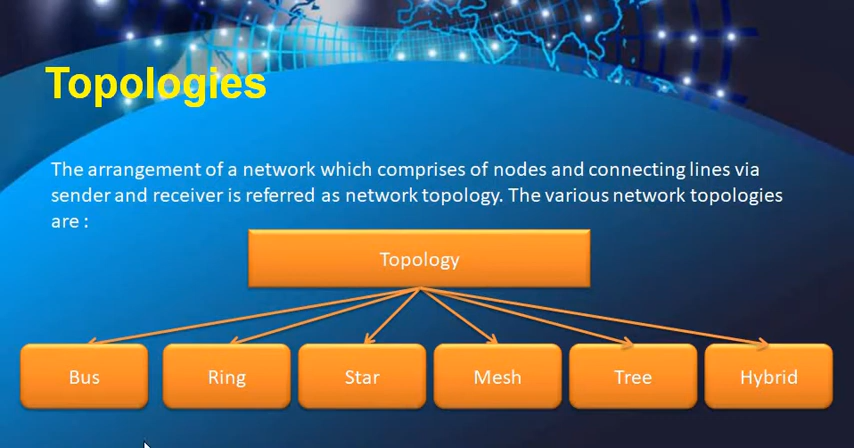 Topologies
The arrangement of a network which comprises of nodes and connecting lines via
sender and receiver is referred as network topology. The various network topologies
are :
Topology
Bus
Ring
Star
Mesh
Tree
Hybrid